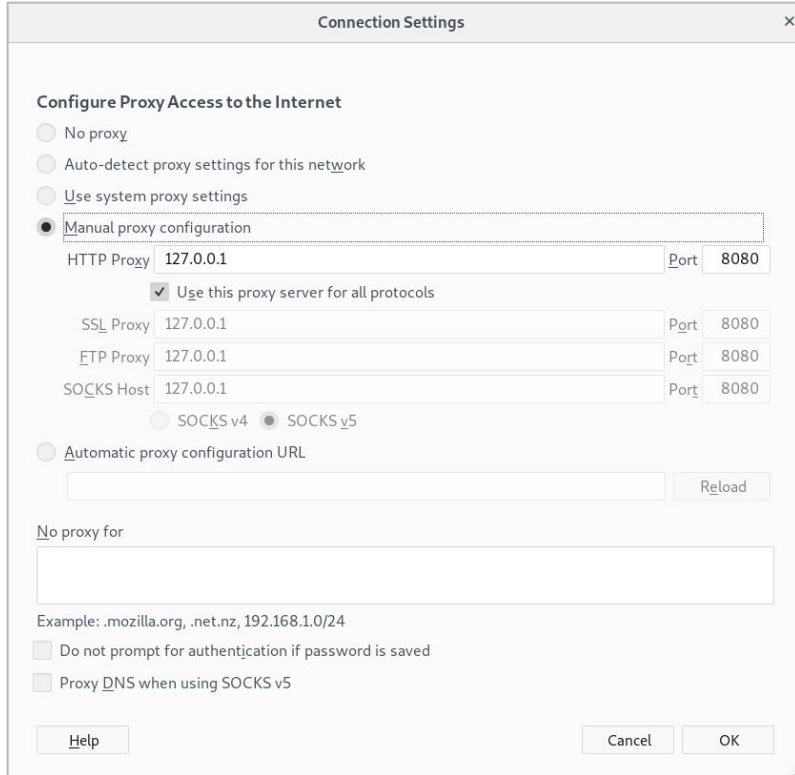 Connection Settings ×
Configure Proxy Access to the Internet
No proxy
Auto-detect proxy settings for this network
Use system proxy settings
Manual proxy configuration
HTTP Proxy 127.0.0.1 Port 8080
Use this proxy server for all protocols
SSL Proxy 127.0.0.1 Port 8080
FTP Proxy 127.0.0.1 Port 8080
SOCKS Host 127.0.0.1 Port 8080
SOCKS v4 SOCKS v5
Automatic proxy configuration URL
Reload
No proxy for
Example: .mozilla.org, .net.nz, 192.168.1.0/24
Do not prompt for authentication if password is saved
Proxy DNS when using SOCKS v5
Help Cancel OK